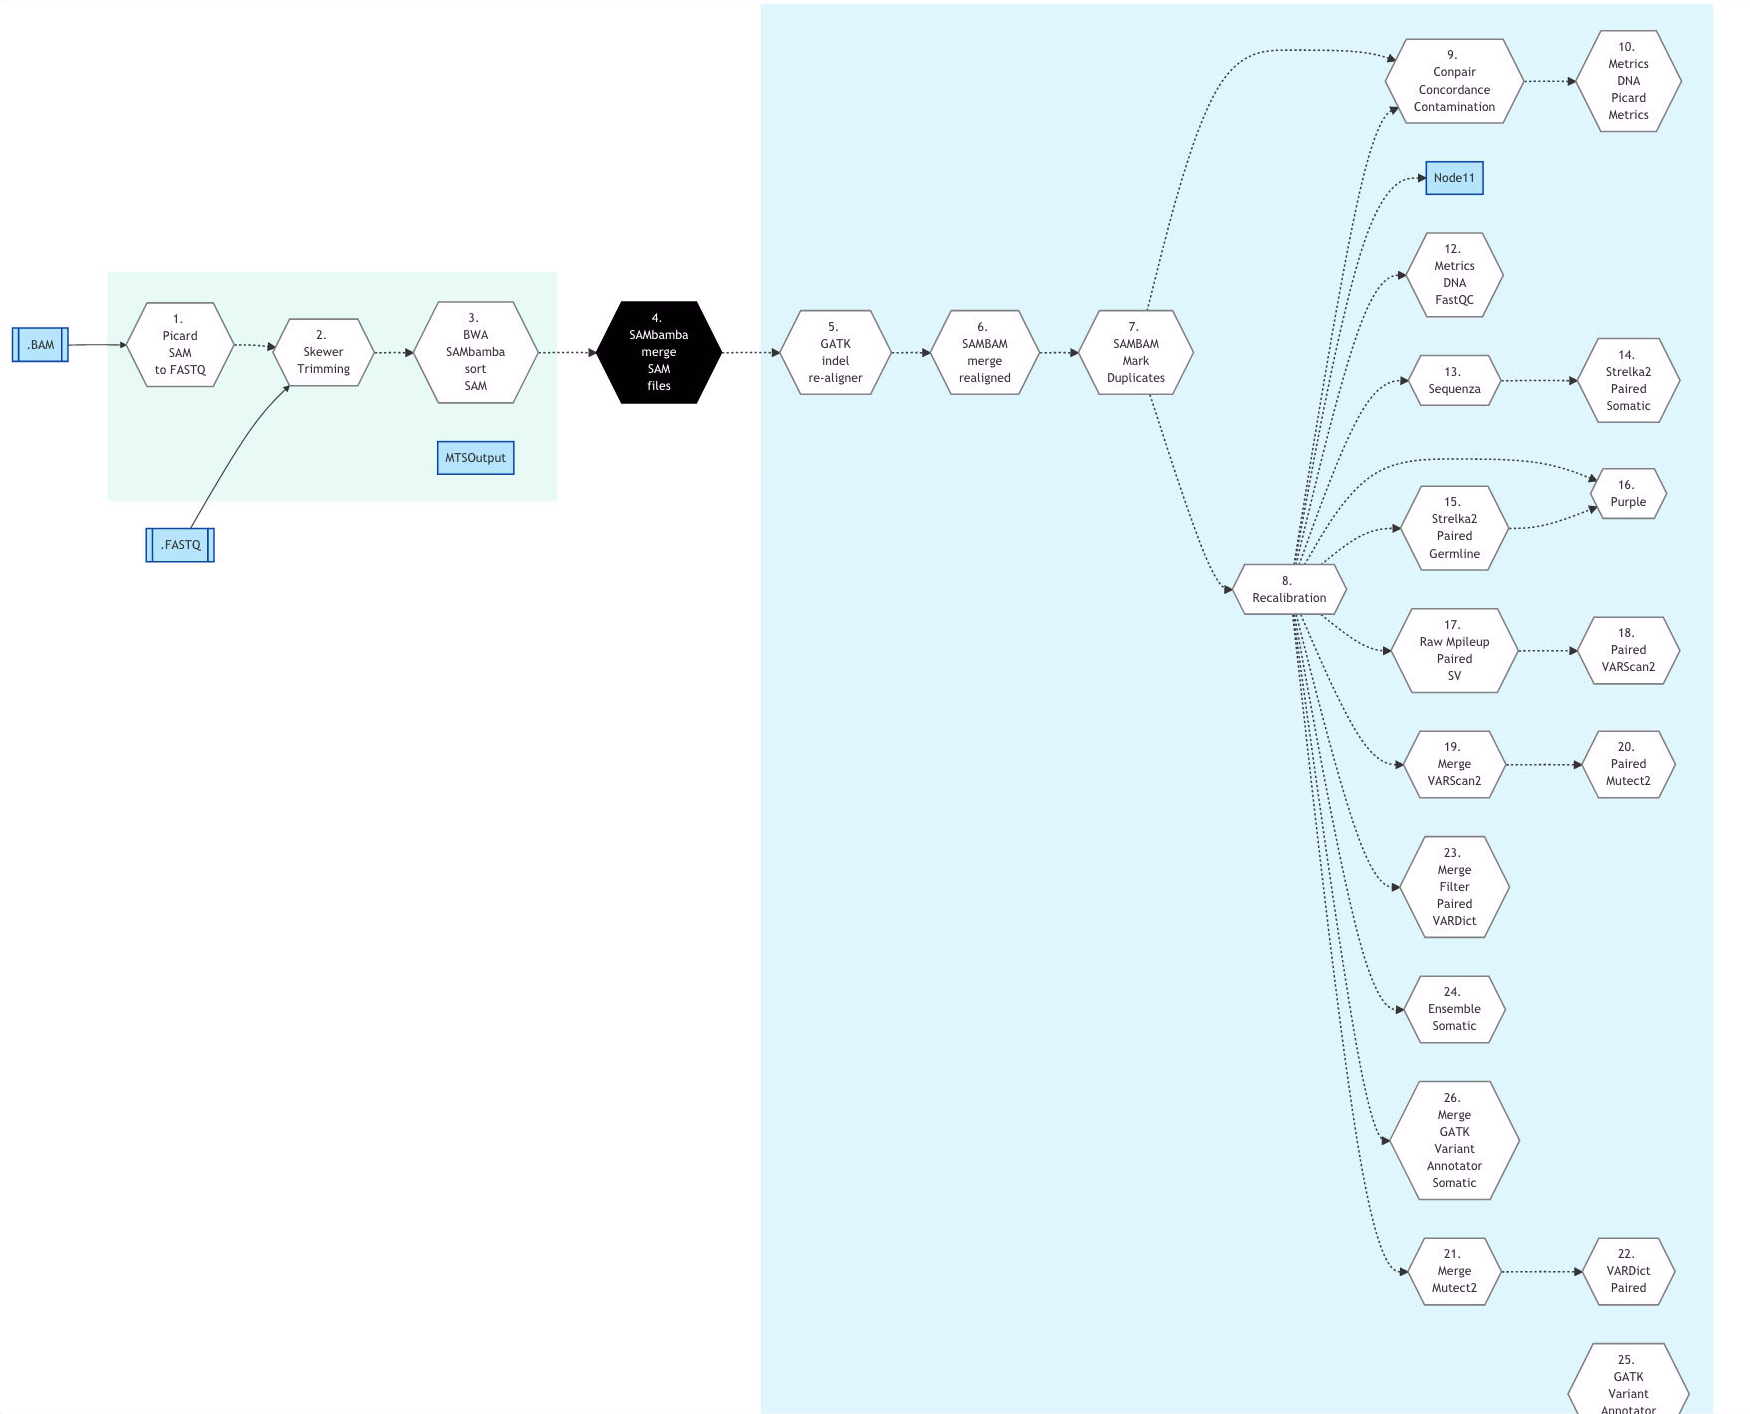 .BAM
1.
Picard
SAM
to FASTQ
2.
Skewer
Trimming
3.
BWA
SAMbamba
sort
SAM
MTSOutput
.FASTQ
4.
SAMbamba
merge
SAM
files
5.
GATK
indel
re-aligner
6.
SAMBAM
merge
realigned
7.
SAMBAM
Mark
Duplicates
8.
Recalibration
9.
Conpair
Concordance
Contamination
10.
Metrics
DNA
Picard
Metrics
Node11
12.
Metrics
DNA
FastQC
13.
Sequenza
14.
Strelka2
Paired
Somatic
15.
Strelka2
Paired
Germline
16.
Purple
17.
Raw Mpileup
Paired
SV
18.
Paired
VARScan2
19.
Merge
VARScan2
20.
Paired
Mutect2
23.
Merge
Filter
Paired
VARDict
24.
Ensemble
Somatic
26.
Merge
GATK
Variant
Annotator
Somatic
21.
Merge
Mutect2
22.
VARDict
Paired
25.
GATK
Variant
Annotator